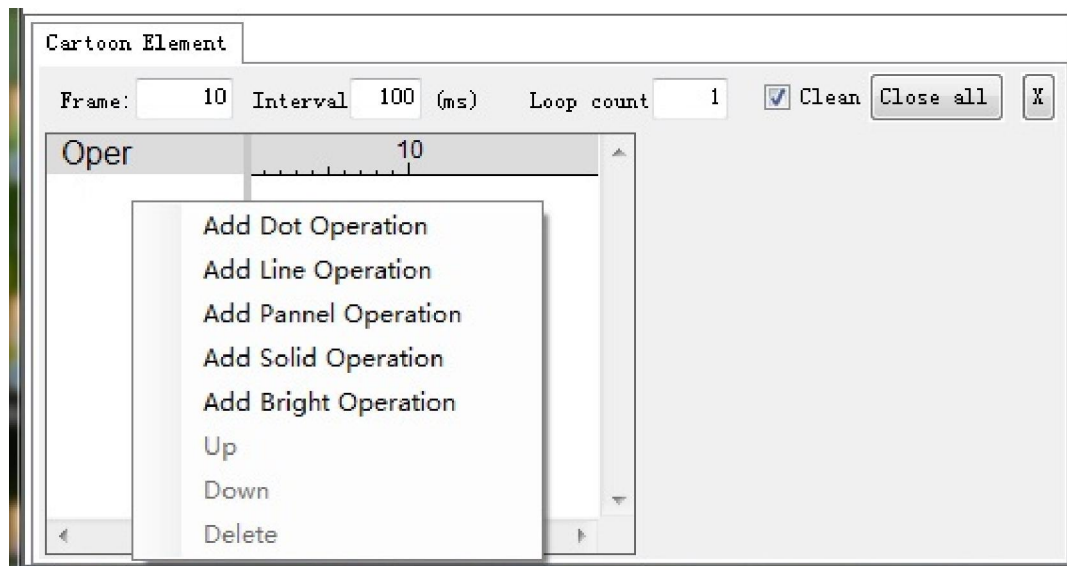 Cartoon Element
Frame: 10 Interval 100 (ms) Loop count 1 Clean Close all X
Oper 10
Add Dot Operation
Add Line Operation
Add Pannel Operation
Add Solid Operation
Add Bright Operation
Up
Down
Delete